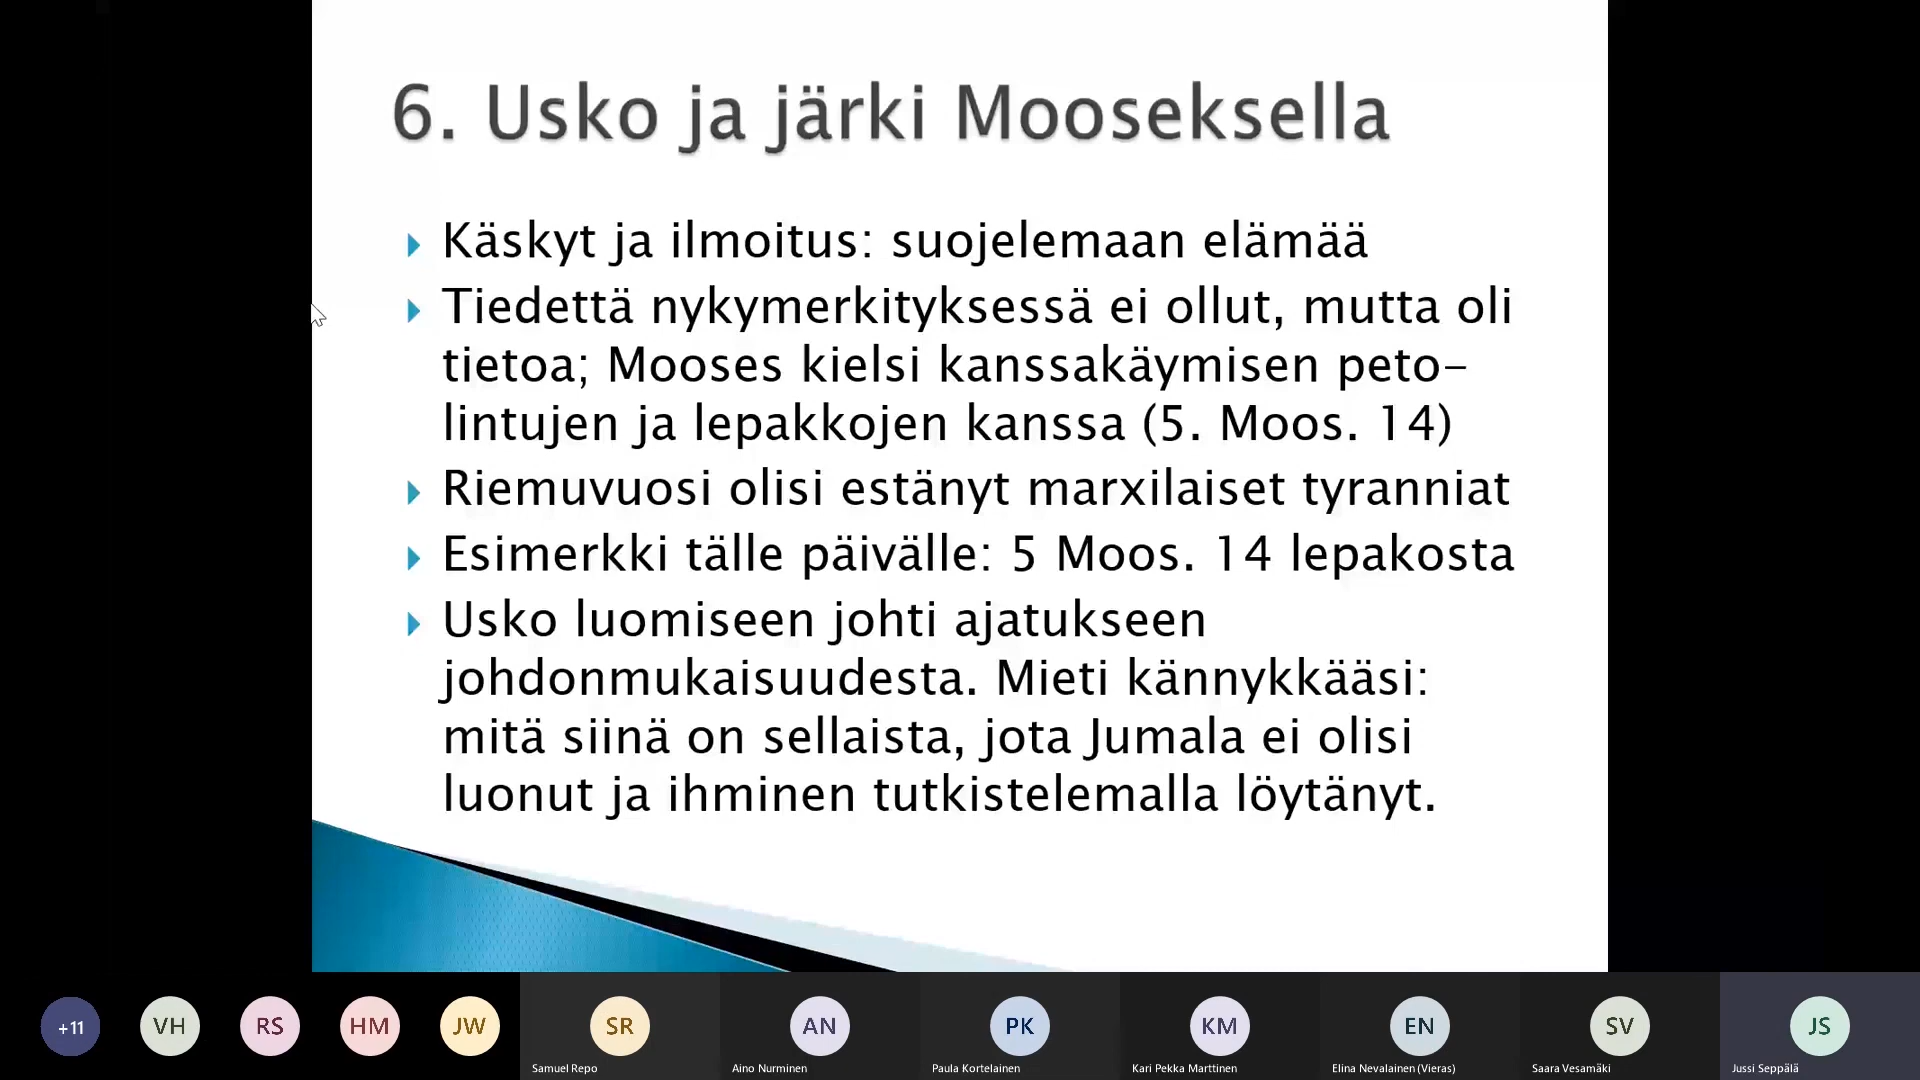 6. Usko ja järki Mooseksella
Käskyt ja ilmoitus: suojelemaan elämää
Tiedettä nykymerkityksessä ei ollut, mutta oli
tietoa; Mooses kielsi kanssakäymisen peto-
lintujen ja lepakkojen kanssa (5. Moos. 14)
Riemuvuosi olisi estänyt marxilaiset tyranniat
Esimerkki tälle päivälle: 5 Moos. 14 lepakosta
Usko luomiseen johti ajatukseen
johdonmukaisuudesta. Mieti kännykkääsi:
mitä siinä on sellaista, jota Jumala ei olisi
luonut ja ihminen tutkistelemalla löytänyt.
+11 VH RS HM JW SR AN PK KM EN SV JS
Samuel Repo Aino Nurminen Paula Kortelainen Kari Pekka Marttinen Elina Nevalainen (Vieras) Saara Vesamäki Jussi Seppälä